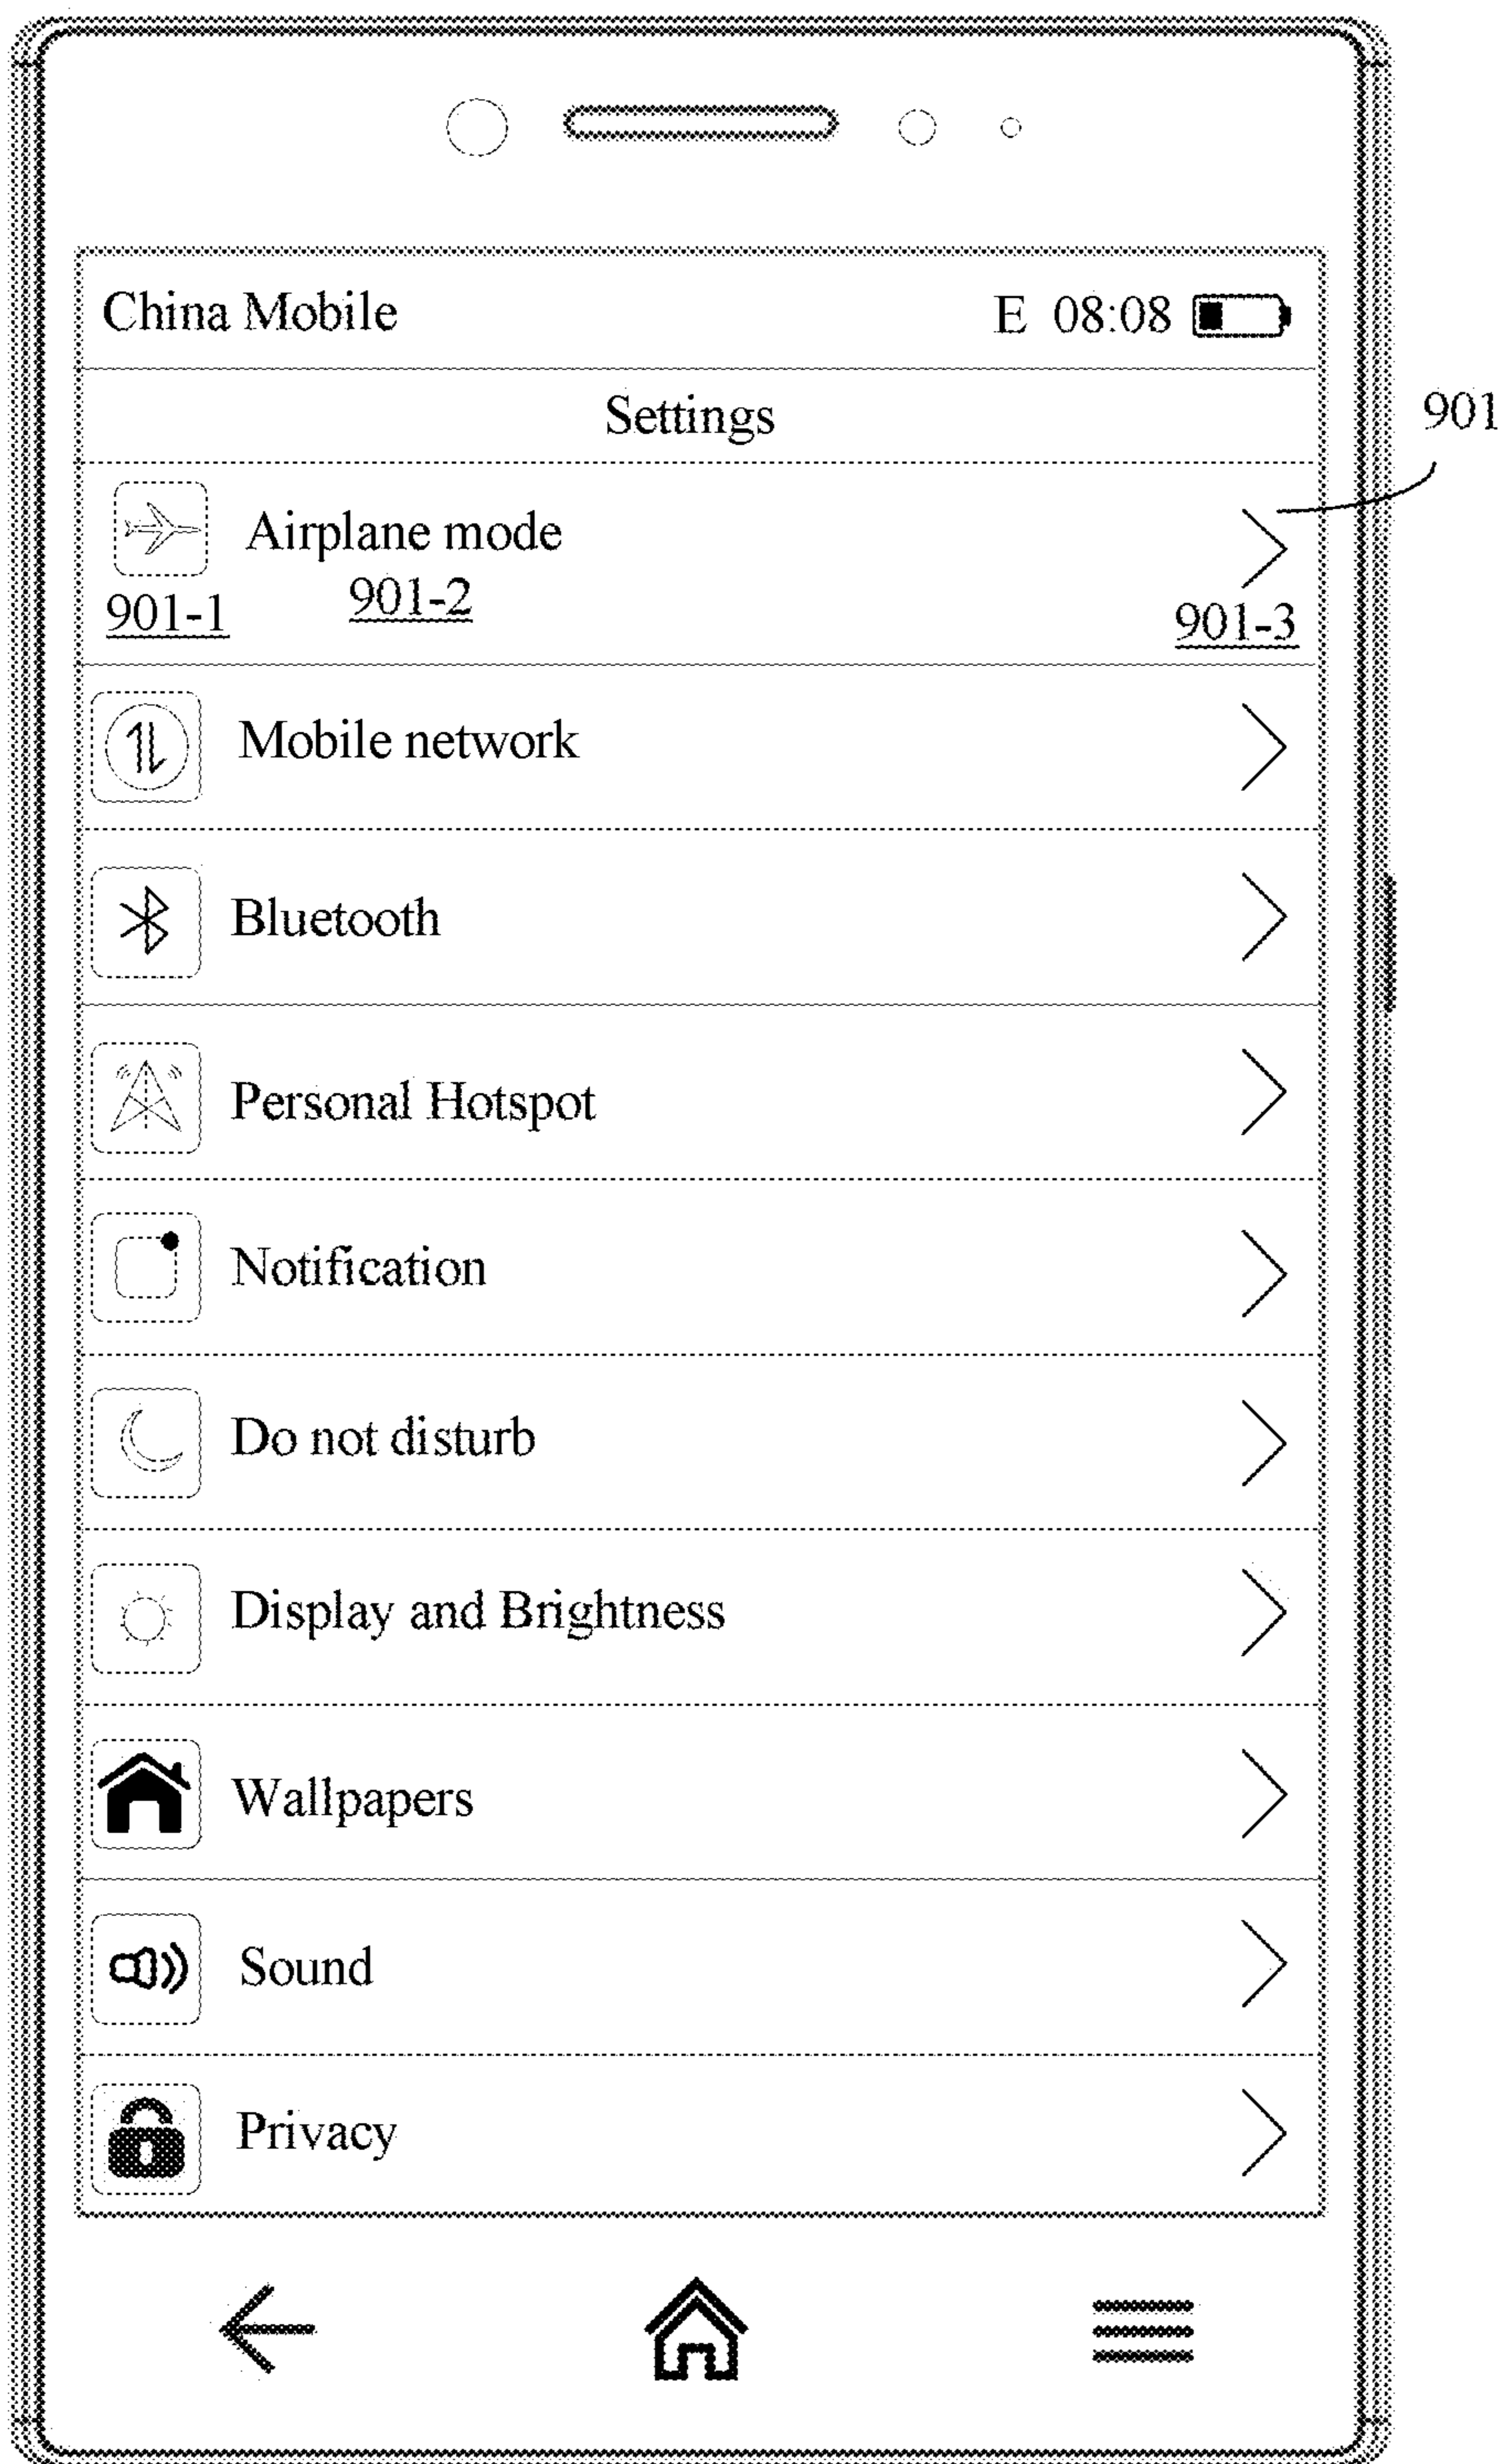 China Mobile E 08:08
Settings
901
Airplane mode
901-1 901-2 901-3
Mobile network
Bluetooth
Personal Hotspot
Notification
Do not disturb
Display and Brightness
Wallpapers
Sound
Privacy